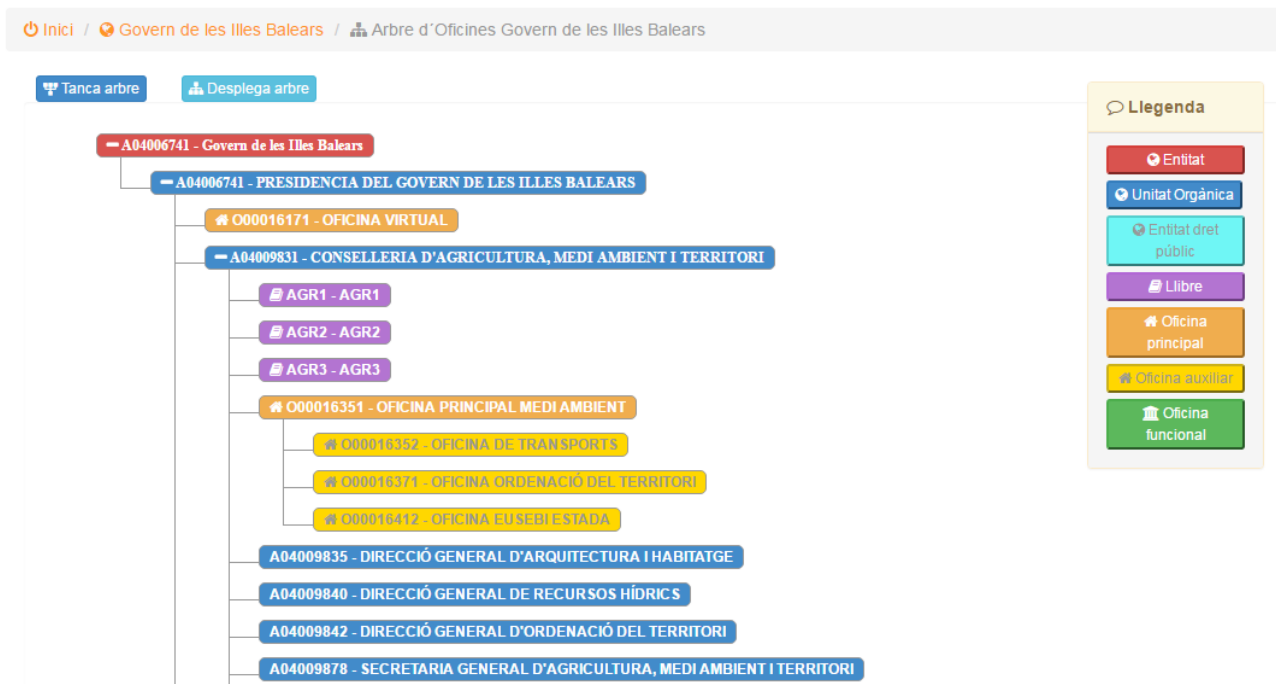 Inici / Govern de les Illes Balears / Arbre d´Oficines Govern de les Illes Balears
Tanca arbre
Desplega arbre
A04006741 - Govern de les Illes Balears
A04006741 - PRESIDENCIA DEL GOVERN DE LES ILLES BALEARS
O00016171 - OFICINA VIRTUAL
A04009831 - CONSELLERIA D'AGRICULTURA, MEDI AMBIENT I TERRITORI
AGR1 - AGR1
AGR2 - AGR2
AGR3 - AGR3
O00016351 - OFICINA PRINCIPAL MEDI AMBIENT
O00016352 - OFICINA DE TRANSPORTS
O00016371 - OFICINA ORDENACIÓ DEL TERRITORI
O00016412 - OFICINA EUSEBI ESTADA
A04009835 - DIRECCIÓ GENERAL D'ARQUITECTURA I HABITATGE
A04009840 - DIRECCIÓ GENERAL DE RECURSOS HÍDRICS
A04009842 - DIRECCIÓ GENERAL D'ORDENACIÓ DEL TERRITORI
A04009878 - SECRETARIA GENERAL D'AGRICULTURA, MEDI AMBIENT I TERRITORI
Llegenda
Entitat
Unitat Orgànica
Entitat dret
públic
Llibre
Oficina
principal
Oficina auxiliar
Oficina
funcional